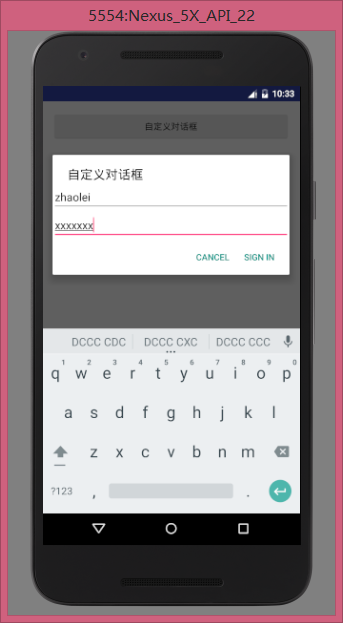 5554:Nexus_5X_API_22
10:33
自定义对话框
自定义对话框
zhaolei
xxxxxxx
CANCEL SIGN IN
DCCC CDC DCCC CXC DCCC CCC
1 2 3 4 5 6 7 8 9 0
q w e r t y u i o p
a s d f g h j k l
z x c v b n m
?123 , .